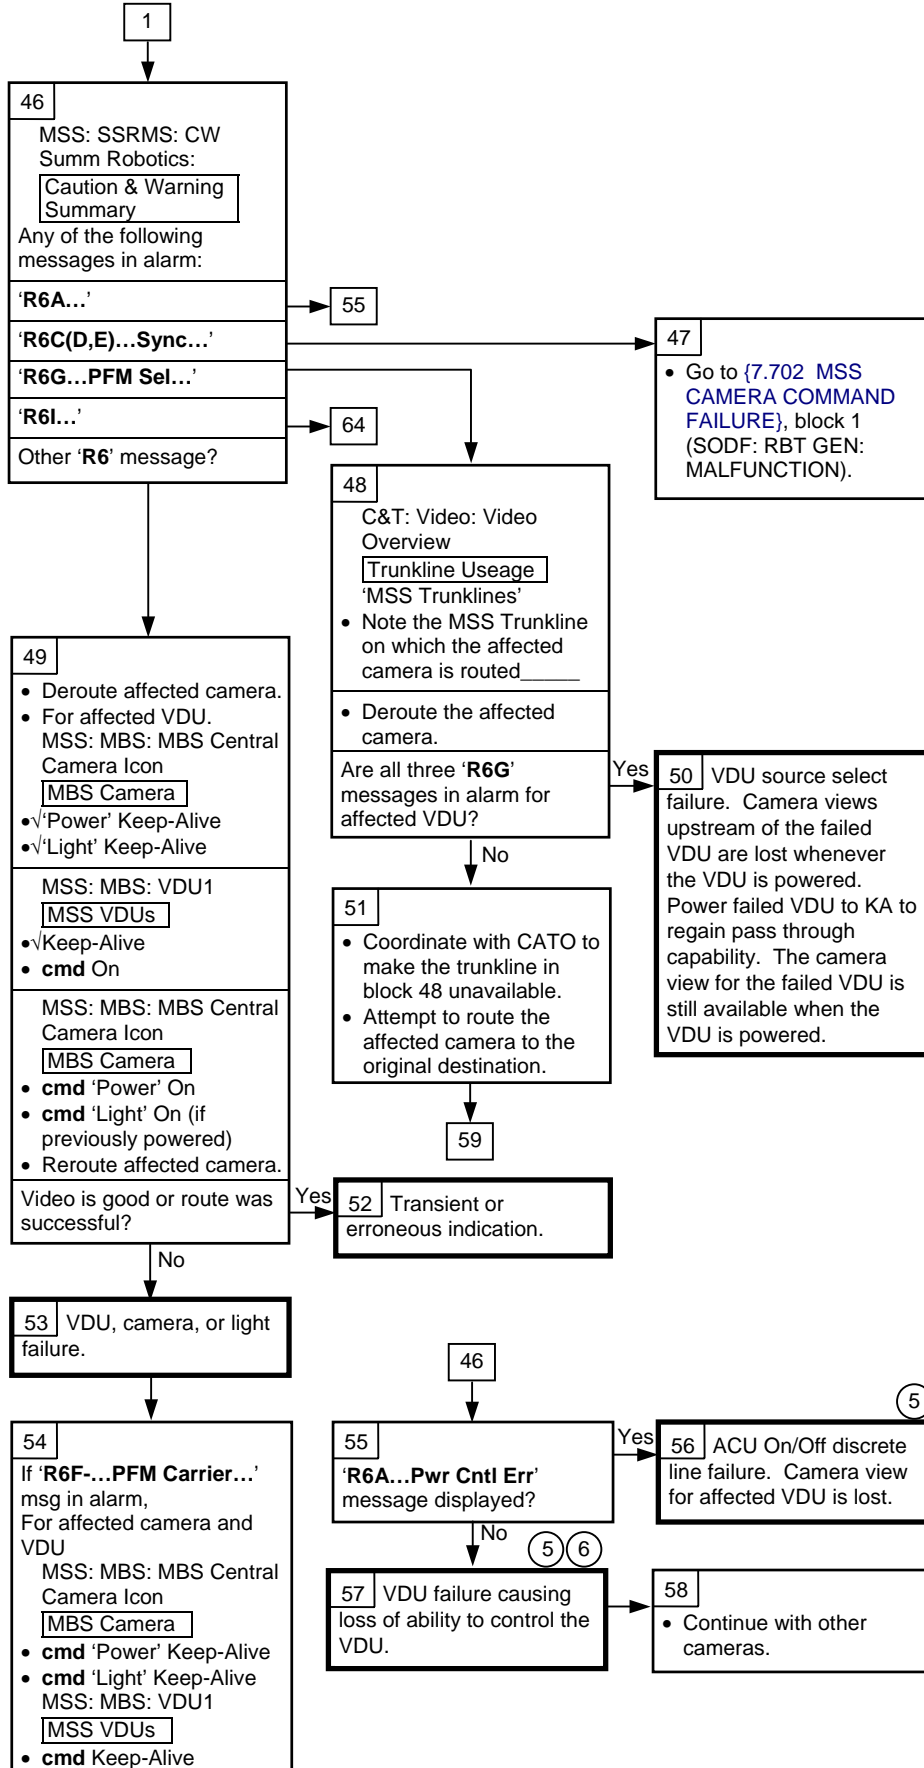 1
46
MSS: SSRMS: CW
Summ Robotics:
Caution & Warning
Summary
Any of the following
messages in alarm:
‘R6A…’
55
‘R6C(D,E)…Sync…’
‘R6G…PFM Sel…’
‘R6I…’
64
Other ‘R6’ message?
47
• Go to {7.702 MSS
CAMERA COMMAND
FAILURE}, block 1
(SODF: RBT GEN:
MALFUNCTION).
48
C&T: Video: Video
Overview
Trunkline Useage
‘MSS Trunklines’
• Note the MSS Trunkline
on which the affected
camera is routed_____
• Deroute the affected
camera.
Are all three ‘R6G’
messages in alarm for
affected VDU?
Yes
No
49
• Deroute affected camera.
• For affected VDU.
MSS: MBS: MBS Central
Camera Icon
MBS Camera
•√‘Power’ Keep-Alive
•√‘Light’ Keep-Alive
MSS: MBS: VDU1
MSS VDUs
•√Keep-Alive
• cmd On
MSS: MBS: MBS Central
Camera Icon
MBS Camera
• cmd ‘Power’ On
• cmd ‘Light’ On (if
previously powered)
• Reroute affected camera.
Video is good or route was
successful?
Yes
No
50 VDU source select
failure. Camera views
upstream of the failed
VDU are lost whenever
the VDU is powered.
Power failed VDU to KA to
regain pass through
capability. The camera
view for the failed VDU is
still available when the
VDU is powered.
51
• Coordinate with CATO to
make the trunkline in
block 48 unavailable.
• Attempt to route the
affected camera to the
original destination.
59
52 Transient or
erroneous indication.
53 VDU, camera, or light
failure.
54
If ‘R6F-…PFM Carrier…’
msg in alarm,
For affected camera and
VDU
MSS: MBS: MBS Central
Camera Icon
MBS Camera
• cmd ‘Power’ Keep-Alive
• cmd ‘Light’ Keep-Alive
MSS: MBS: VDU1
MSS VDUs
• cmd Keep-Alive
46
55
‘R6A…Pwr Cntl Err’
message displayed?
Yes
No
5
56 ACU On/Off discrete
line failure. Camera view
for affected VDU is lost.
5 6
57 VDU failure causing
loss of ability to control the
VDU.
58
• Continue with other
cameras.